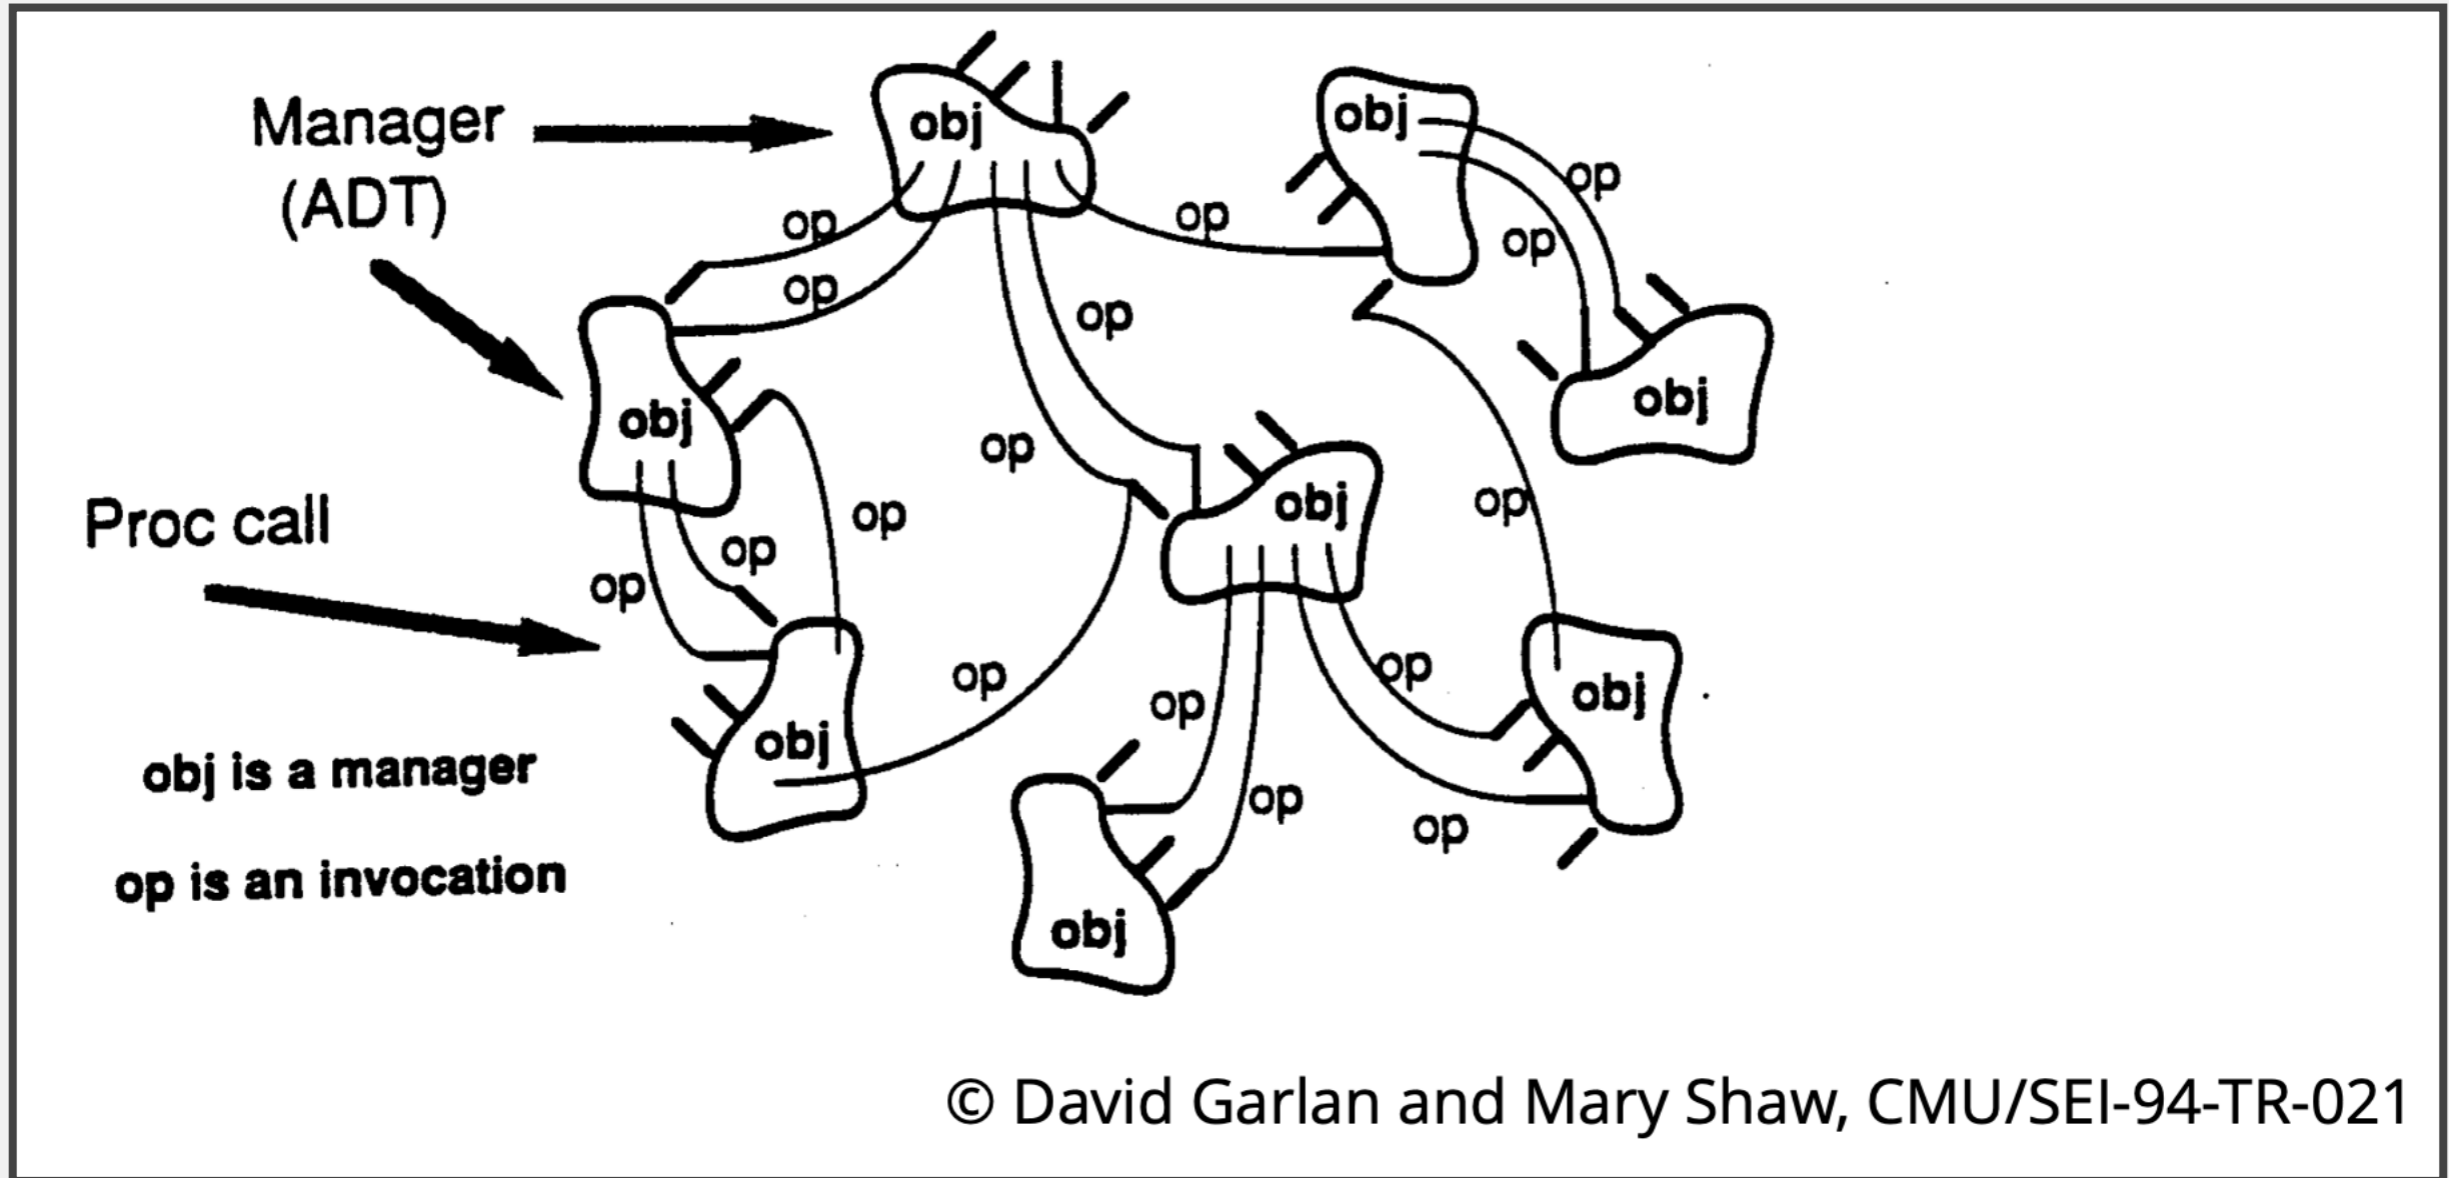 Manager
(ADT)
Proc call
obj is a manager
op is an invocation
obj
obj
op
op
op
op
op
op
obj
obj
op
op
op
op
op
obj
obj
op
op
op
obj
obj
op
op
op
obj
© David Garlan and Mary Shaw, CMU/SEI-94-TR-021